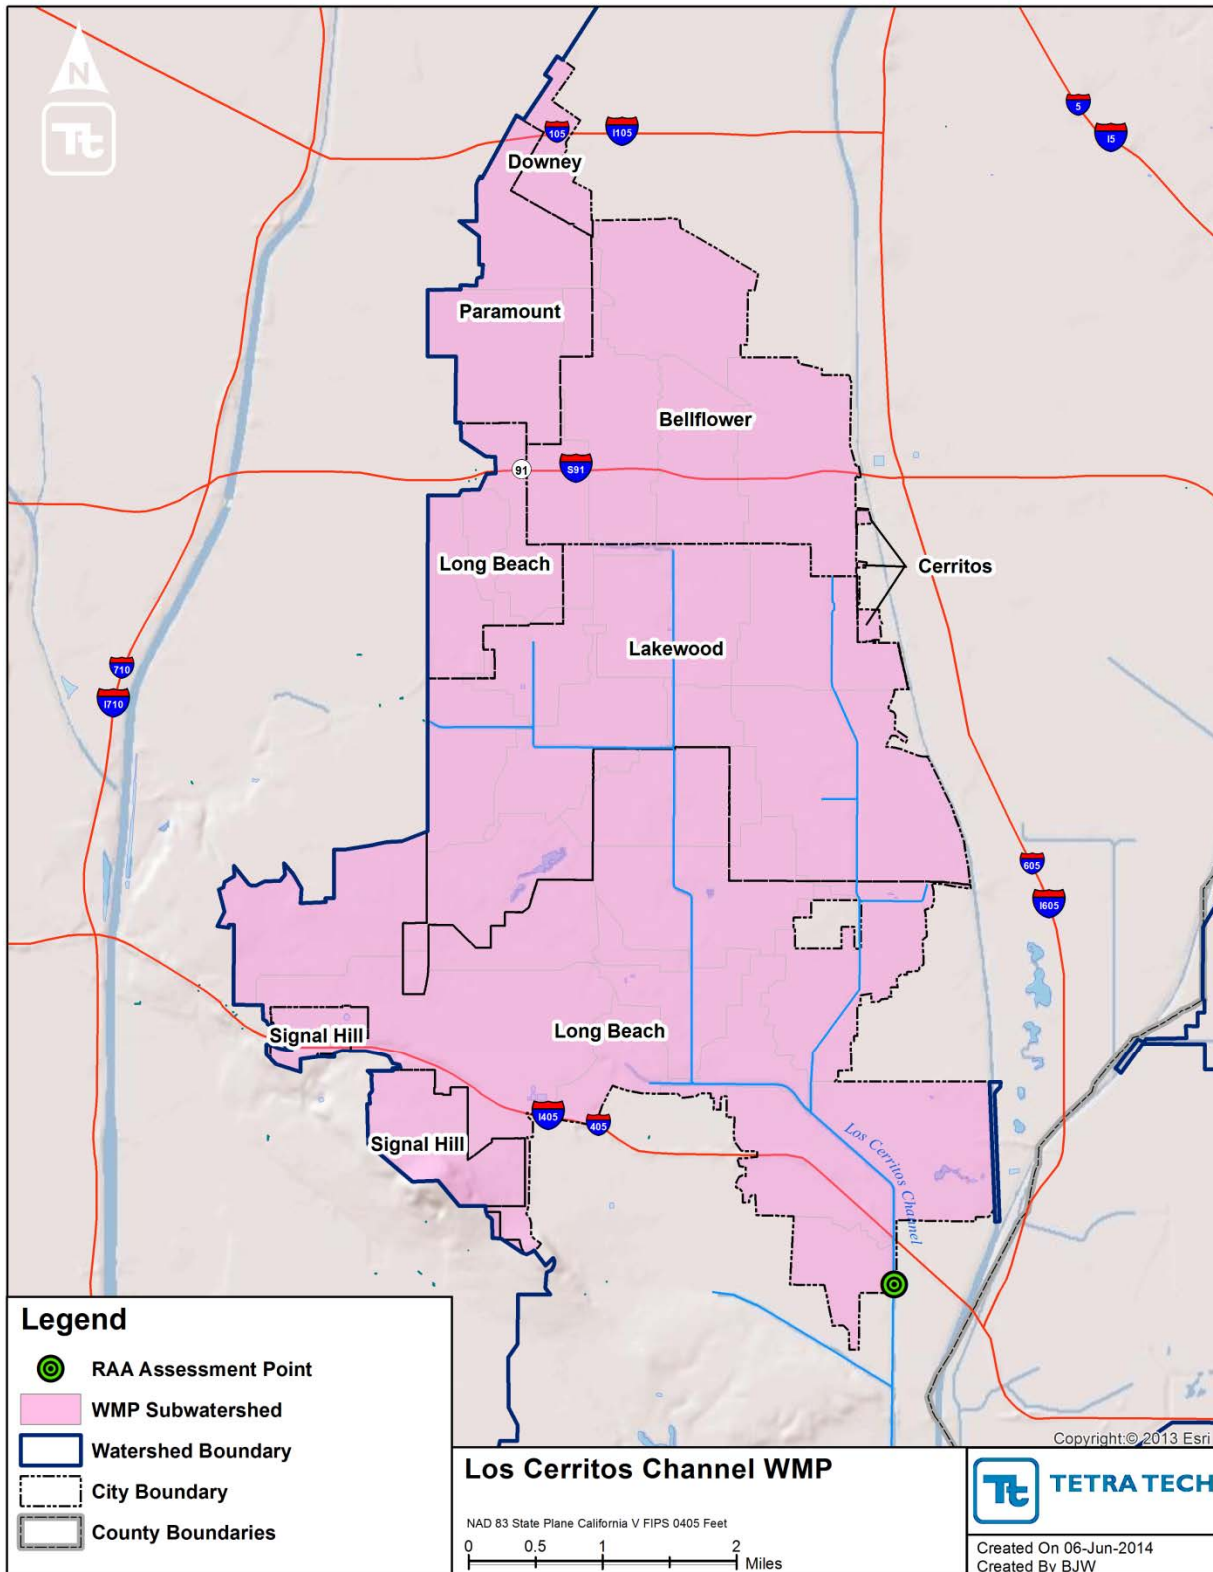 N
Tt
5
I5
105
I105
Downey
Paramount
Bellflower
91
S91
Long Beach
Cerritos
Lakewood
710
I710
605
I605
Signal Hill
Long Beach
I405
405
Signal Hill
Los Cerritos Channel
Legend
RAA Assessment Point
WMP Subwatershed
Watershed Boundary
City Boundary
County Boundaries
Copyright:© 2013 Esri
Los Cerritos Channel WMP
NAD 83 State Plane California V FIPS 0405 Feet
0 0.5 1 2
Miles
Tt TETRA TECH
Created On 06-Jun-2014
Created By BJW